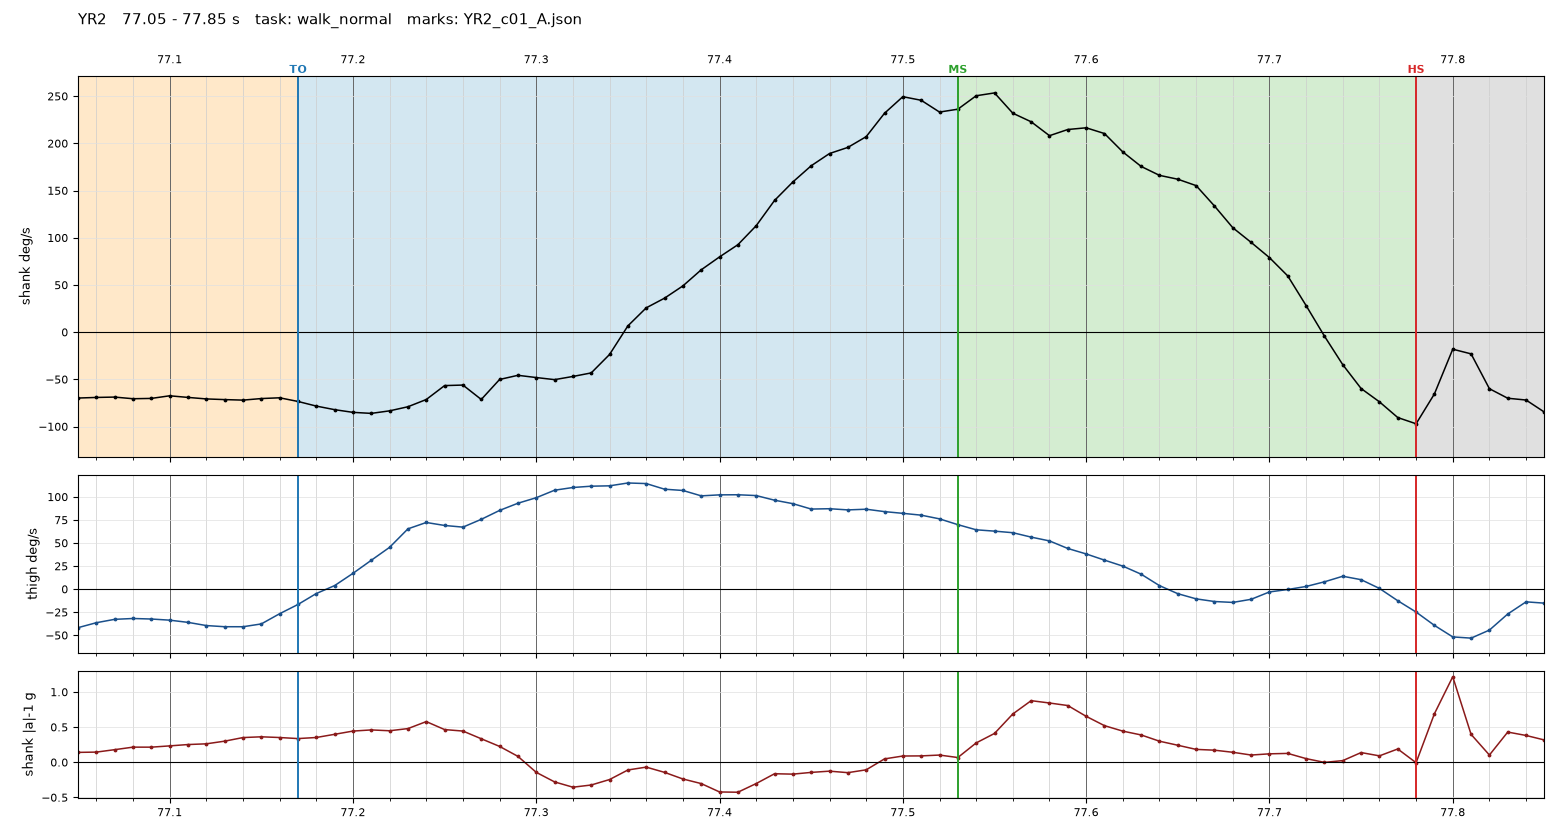 YR2   77.05 - 77.85 s   task: walk_normal   marks: YR2_c01_A.json
77.1 77.2 77.3 77.4 77.5 77.6 77.7 77.8
TO MS HS
250
200
150
100
50
0
−50
−100
shank deg/s
100
75
50
25
0
−25
−50
thigh deg/s
1.0
0.5
0.0
−0.5
shank |a|-1 g
77.1 77.2 77.3 77.4 77.5 77.6 77.7 77.8